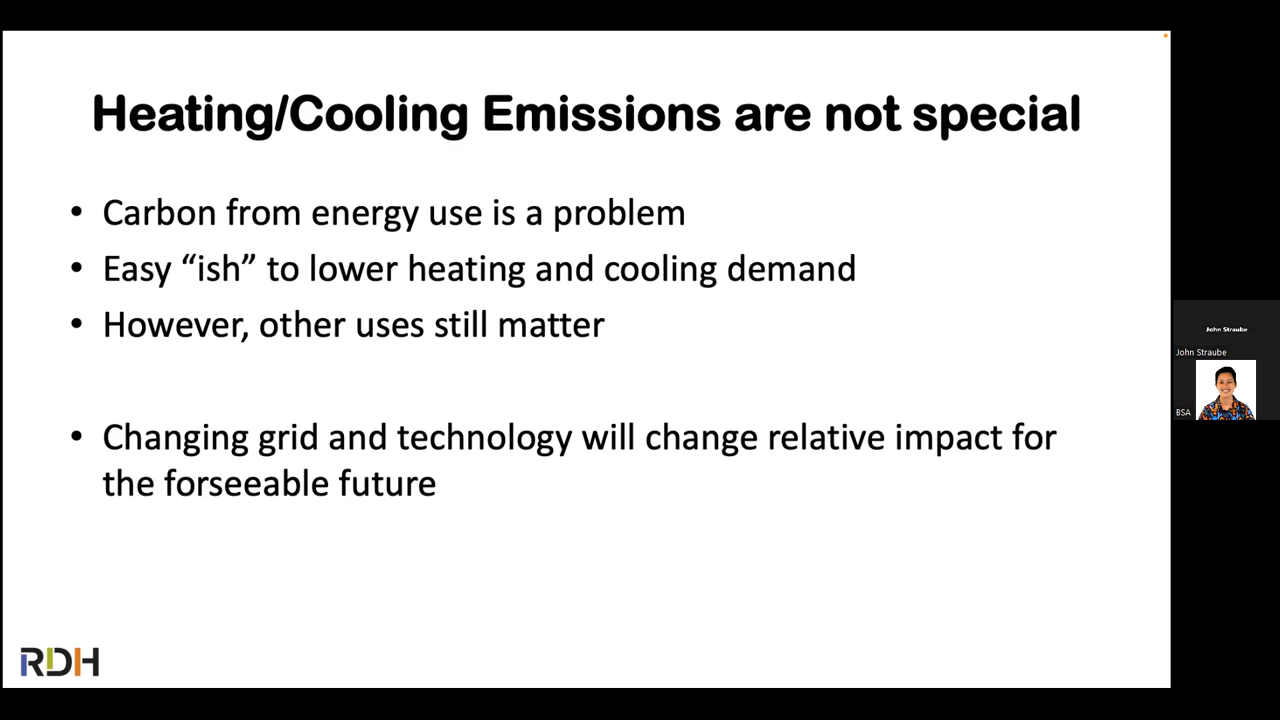 Heating/Cooling Emissions are not special
• Carbon from energy use is a problem
• Easy “ish” to lower heating and cooling demand
• However, other uses still matter
• Changing grid and technology will change relative impact for
the forseeable future
RDH
John Straube
John Straube
BSA